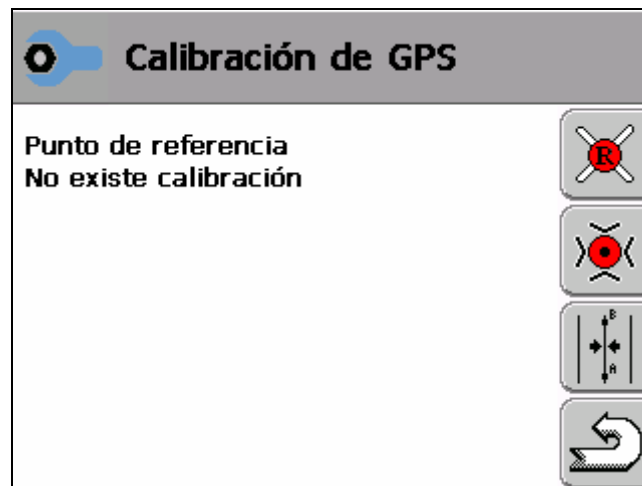 Calibración de GPS
Punto de referencia
No existe calibración
R
B
A